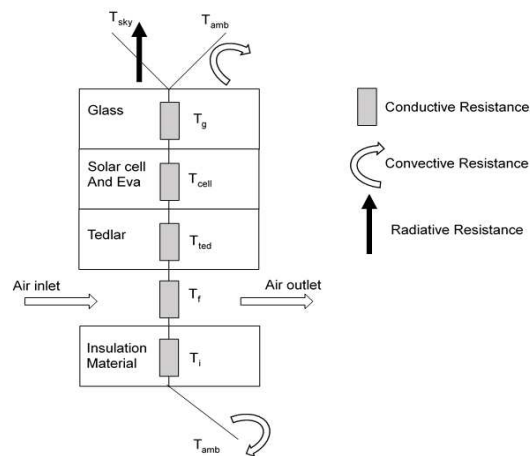 T_sky
T_amb
Glass
T_g
Conductive Resistance
Solar cell
And Eva
T_cell
Convective Resistance
Tedlar
T_ted
Radiative Resistance
Air inlet
T_f
Air outlet
Insulation
Material
T_i
T_amb